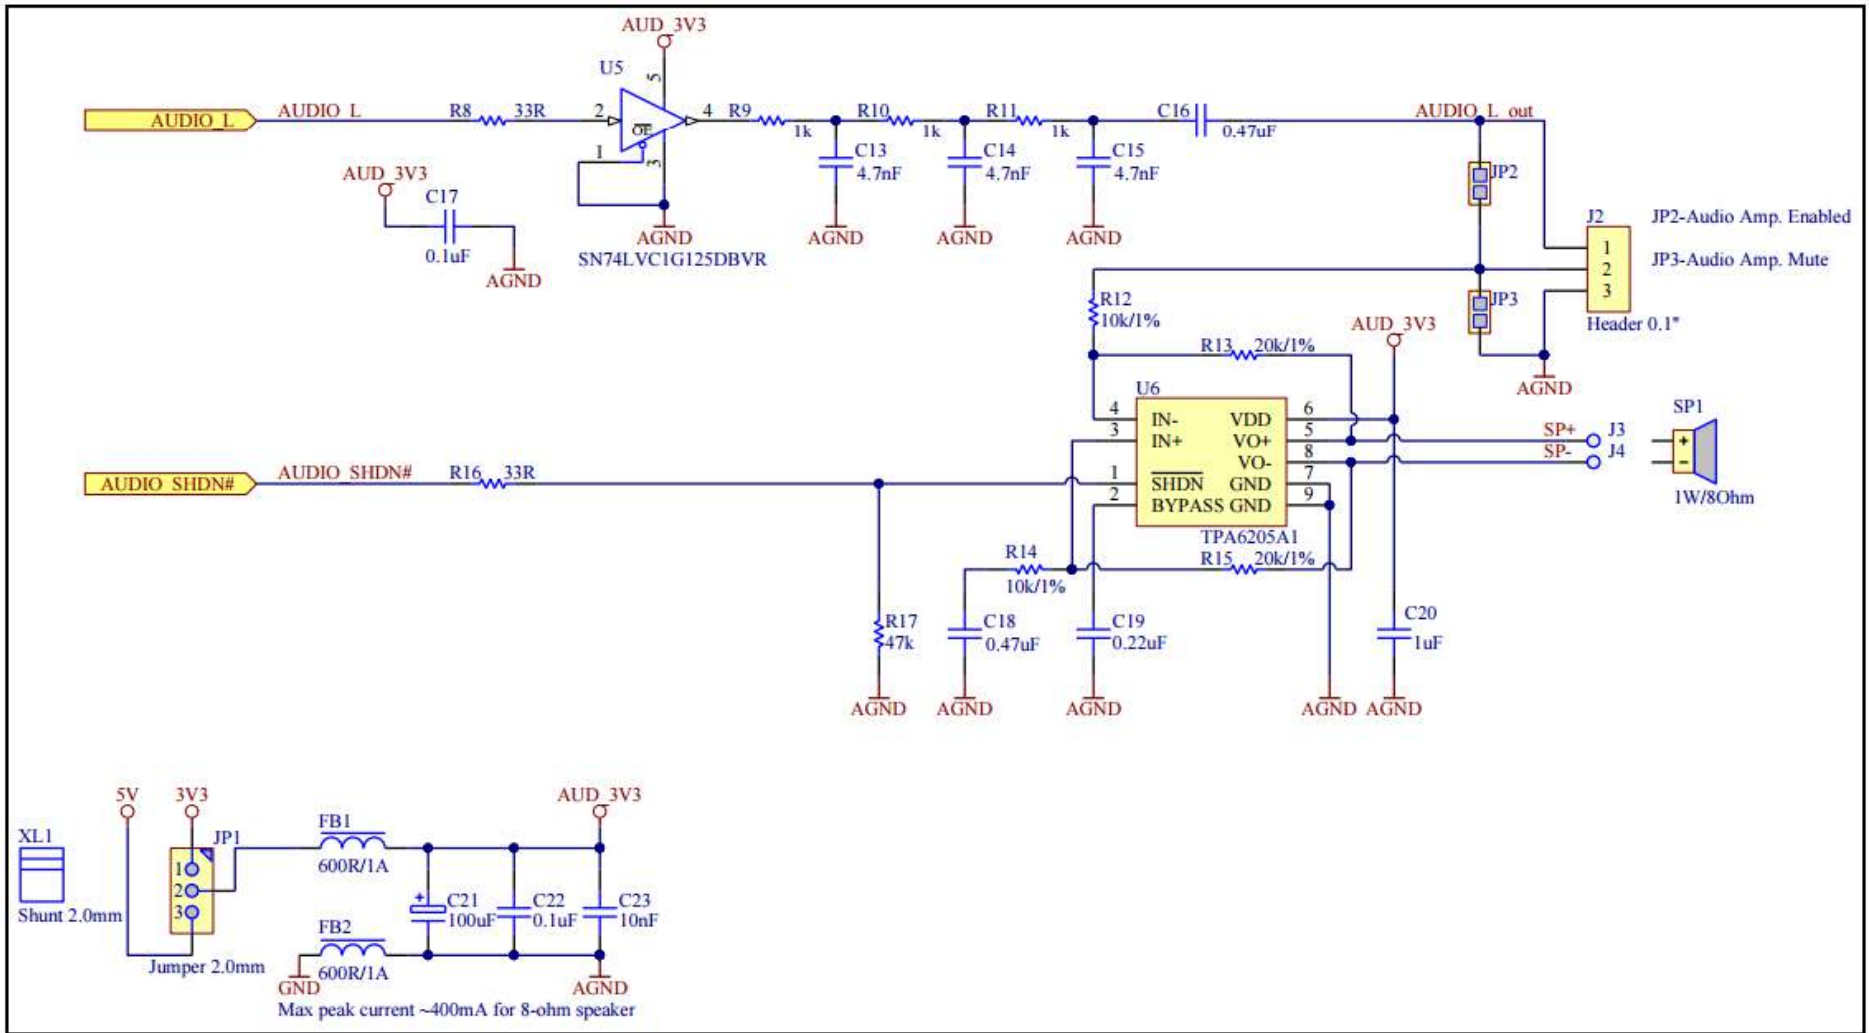 AUD_3V3
U5
5
AUDIO_L
AUDIO_L
R8
33R
2
OE
4
1
3
R9
1k
R10
1k
R11
1k
C16
0.47uF
AUDIO_L_out
C13
4.7nF
C14
4.7nF
C15
4.7nF
AUD_3V3
C17
0.1uF
AGND
AGND
SN74LVC1G125DBVR
AGND
AGND
AGND
JP2
J2
JP2-Audio Amp. Enabled
1
2
3
JP3-Audio Amp. Mute
JP3
Header 0.1"
R12
10k/1%
AUD_3V3
R13
20k/1%
AGND
U6
4
IN-
3
IN+
1
SHDN
2
BYPASS
VDD
6
VO+
5
VO-
8
GND
7
GND
9
TPA6205A1
SP+
J3
SP-
J4
SP1
+
-
1W/8Ohm
AUDIO_SHDN#
AUDIO_SHDN#
R16
33R
R14
10k/1%
R15
20k/1%
R17
47k
C18
0.47uF
C19
0.22uF
C20
1uF
AGND
AGND
AGND
AGND
AGND
5V
3V3
AUD_3V3
XL1
Shunt 2.0mm
JP1
1
2
3
Jumper 2.0mm
FB1
600R/1A
+
C21
100uF
C22
0.1uF
C23
10nF
FB2
600R/1A
GND
AGND
Max peak current ~400mA for 8-ohm speaker